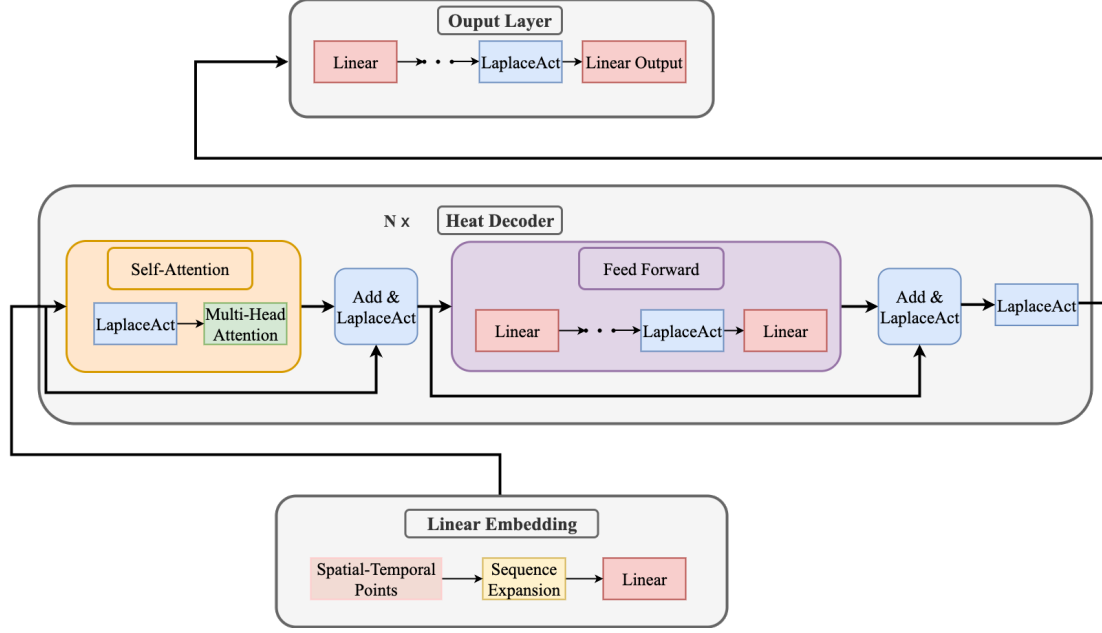 Ouput Layer
Linear
LaplaceAct
Linear Output
N x
Heat Decoder
Self-Attention
LaplaceAct
Multi-Head
Attention
Add &
LaplaceAct
Feed Forward
Linear
LaplaceAct
Linear
Add &
LaplaceAct
LaplaceAct
Linear Embedding
Spatial-Temporal
Points
Sequence
Expansion
Linear